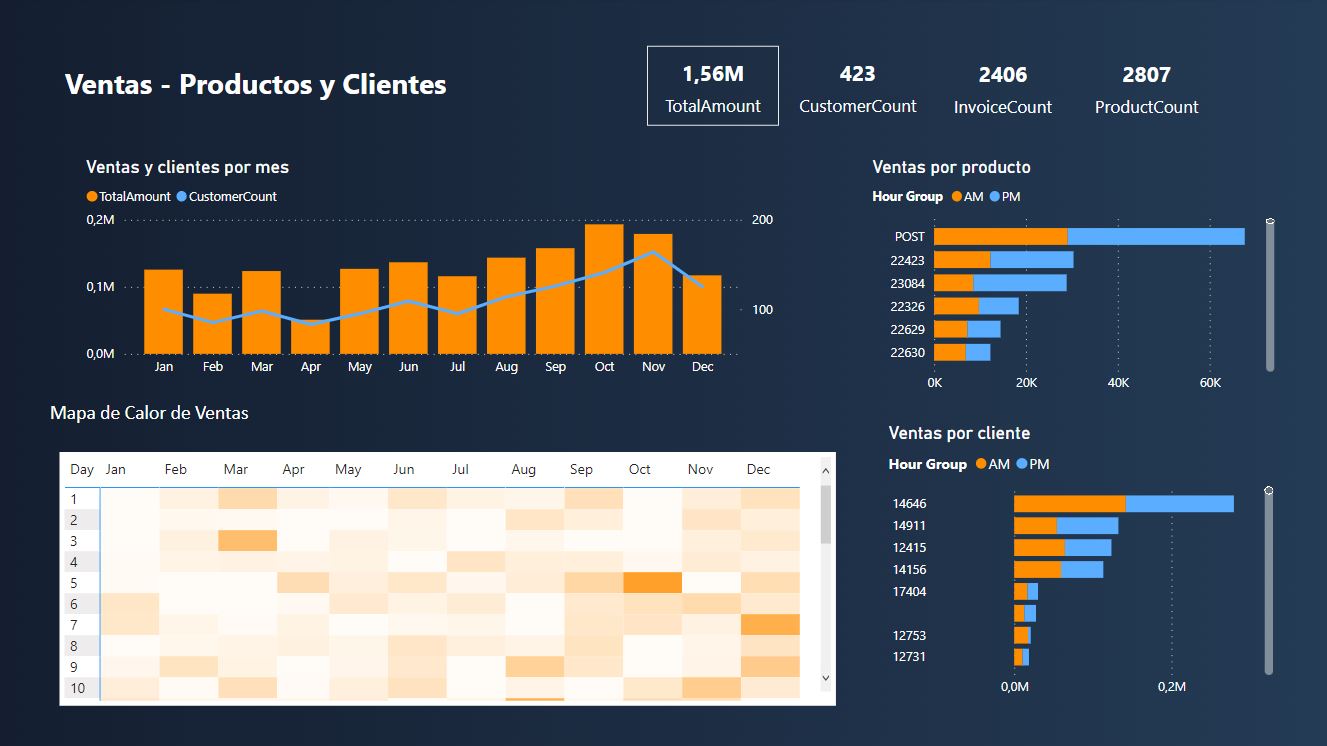 Ventas - Productos y Clientes
1,56M
TotalAmount
423
CustomerCount
2406
InvoiceCount
2807
ProductCount
Ventas y clientes por mes
TotalAmount CustomerCount
0,2M
0,1M
0,0M
200
100
Jan Feb Mar Apr May Jun Jul Aug Sep Oct Nov Dec
Ventas por producto
Hour Group AM PM
POST
22423
23084
22326
22629
22630
0K 20K 40K 60K
Mapa de Calor de Ventas
Day Jan Feb Mar Apr May Jun Jul Aug Sep Oct Nov Dec
1
2
3
4
5
6
7
8
9
10
Ventas por cliente
Hour Group AM PM
14646
14911
12415
14156
17404
12753
12731
0,0M 0,2M